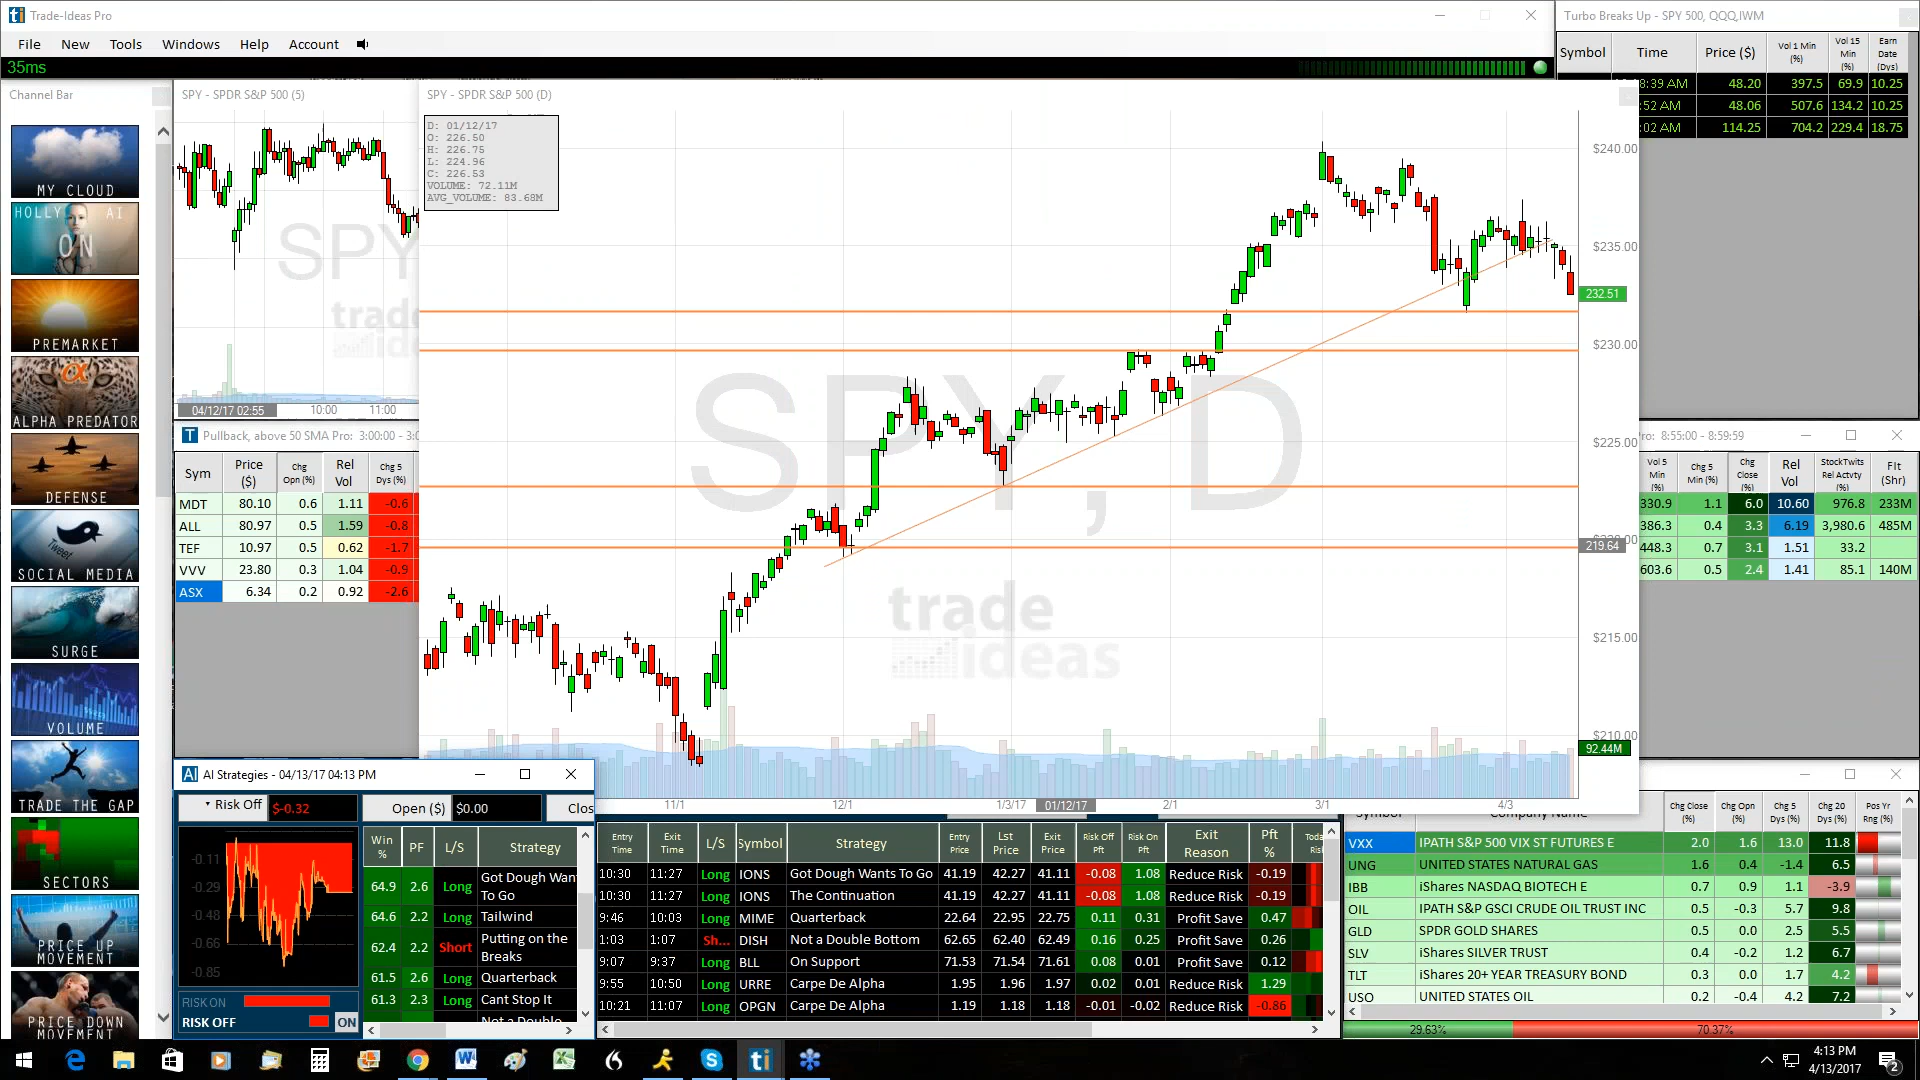 Trade-Ideas Pro
File New Tools Windows Help Account
35ms
Channel Bar
MY CLOUD
HOLLY AI
ON
PREMARKET
ALPHA PREDATOR
DEFENSE
Tweet
SOCIAL MEDIA
SURGE
VOLUME
TRADE THE GAP
SECTORS
PRICE UP
MOVEMENT
PRICE DOWN
MOVEMENT
SPY - SPDR S&P 500 (5)
SPY
trade
04/12/17 02:55 10:00 11:00
SPY - SPDR S&P 500 (D)
D: 01/12/17
O: 226.50
H: 226.75
L: 224.96
C: 226.53
VOLUME: 72.11M
AVG_VOLUME: 83.68M
SPY, D
trade
ideas
$240.00
$235.00
232.51
$230.00
$225.00
219.64
$215.00
$210.00
92.44M
11/1 12/1 1/3/17 01/12/17 2/1 3/1 4/3
Turbo Breaks Up - SPY 500, QQQ,IWM
Symbol Time Price ($) Vol 1 Min (%) Vol 15 Min (%) Earn Date (Dys)
8:39 AM 48.20 397.5 69.9 10.25
:52 AM 48.06 507.6 134.2 10.25
:02 AM 114.25 704.2 229.4 18.75
Pullback, above 50 SMA Pro: 3:00:00 - 3:0
Sym Price ($) Chg Opn (%) Rel Vol Chg 5 Dys (%)
MDT 80.10 0.6 1.11 -0.6
ALL 80.97 0.5 1.59 -0.8
TEF 10.97 0.5 0.62 -1.7
VVV 23.80 0.3 1.04 -0.9
ASX 6.34 0.2 0.92 -2.6
Pro: 8:55:00 - 8:59:59
Vol 5 Min (%) Chg 5 Min (%) Chg Close (%) Rel Vol StockTwits Rel Actvty (%) Flt (Shr)
330.9 1.1 6.0 10.60 976.8 233M
386.3 0.4 3.3 6.19 3,980.6 485M
448.3 0.7 3.1 1.51 33.2
603.6 0.5 2.4 1.41 85.1 140M
AI Strategies - 04/13/17 04:13 PM
Risk Off $-0.32 Open ($) $0.00 Clos
-0.11
-0.29
-0.48
-0.66
-0.85
RISK ON
RISK OFF ON
Win % PF L/S Strategy
64.9 2.6 Long Got Dough Wan To Go
64.6 2.2 Long Tailwind
62.4 2.2 Short Putting on the Breaks
61.5 2.6 Long Quarterback
61.3 2.3 Long Cant Stop It
Not a Double
Entry Time Exit Time L/S Symbol Strategy Entry Price Lst Price Exit Price Risk Off Pft Risk On Pft Exit Reason Pft % Toda Risl
10:30 11:27 Long IONS Got Dough Wants To Go 41.19 42.27 41.11 -0.08 1.08 Reduce Risk -0.19
10:30 11:27 Long IONS The Continuation 41.19 42.27 41.11 -0.08 1.08 Reduce Risk -0.19
9:46 10:03 Long MIME Quarterback 22.64 22.95 22.75 0.11 0.31 Profit Save 0.47
1:03 1:07 Sh... DISH Not a Double Bottom 62.65 62.40 62.49 0.16 0.25 Profit Save 0.26
9:07 9:37 Long BLL On Support 71.53 71.54 71.61 0.08 0.01 Profit Save 0.12
9:55 10:50 Long URRE Carpe De Alpha 1.95 1.96 1.97 0.02 0.01 Reduce Risk 1.29
10:21 11:07 Long OPGN Carpe De Alpha 1.19 1.18 1.18 -0.01 -0.02 Reduce Risk -0.86
Symbol Company Name Chg Close (%) Chg Opn (%) Chg 5 Dys (%) Chg 20 Dys (%) Pos Yr Rng (%)
VXX IPATH S&P 500 VIX ST FUTURES E 2.0 1.6 13.0 11.8
UNG UNITED STATES NATURAL GAS 1.6 0.4 -1.4 6.5
IBB iShares NASDAQ BIOTECH E 0.7 0.9 1.1 -3.9
OIL IPATH S&P GSCI CRUDE OIL TRUST INC 0.5 -0.3 5.7 9.8
GLD SPDR GOLD SHARES 0.5 0.0 2.5 5.5
SLV iShares SILVER TRUST 0.4 -0.2 1.2 6.7
TLT iShares 20+ YEAR TREASURY BOND 0.3 0.0 1.7 4.2
USO UNITED STATES OIL 0.2 -0.4 4.2 7.2
29.63% 70.37%
4:13 PM
4/13/2017
2